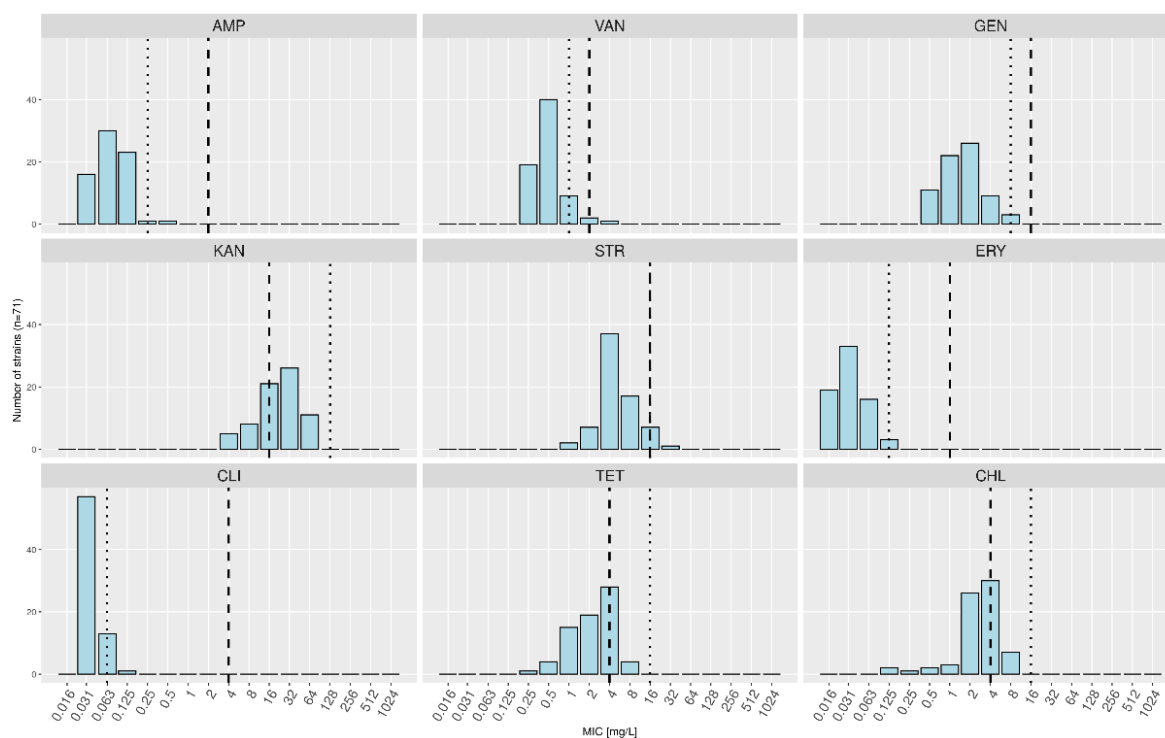 AMP VAN GEN
40
20
0
KAN STR ERY
40
20
0
Number of strains (n=71)
CLI TET CHL
40
20
0
0.016 0.031 0.063 0.125 0.25 0.5 1 2 4 8 16 32 64 128 256 512 1024 0.016 0.031 0.063 0.125 0.25 0.5 1 2 4 8 16 32 64 128 256 512 1024 0.016 0.031 0.063 0.125 0.25 0.5 1 2 4 8 16 32 64 128 256 512 1024
MIC [mg/L]